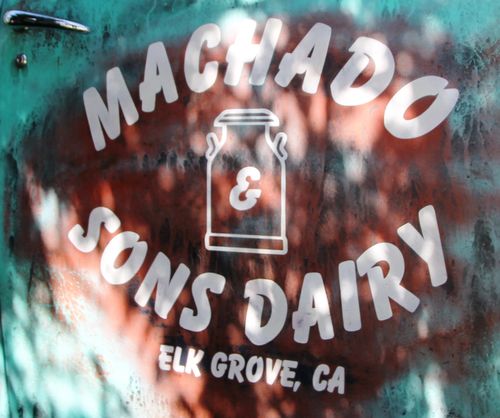 MACHADO
&
SONS DAIRY
ELK GROVE, CA